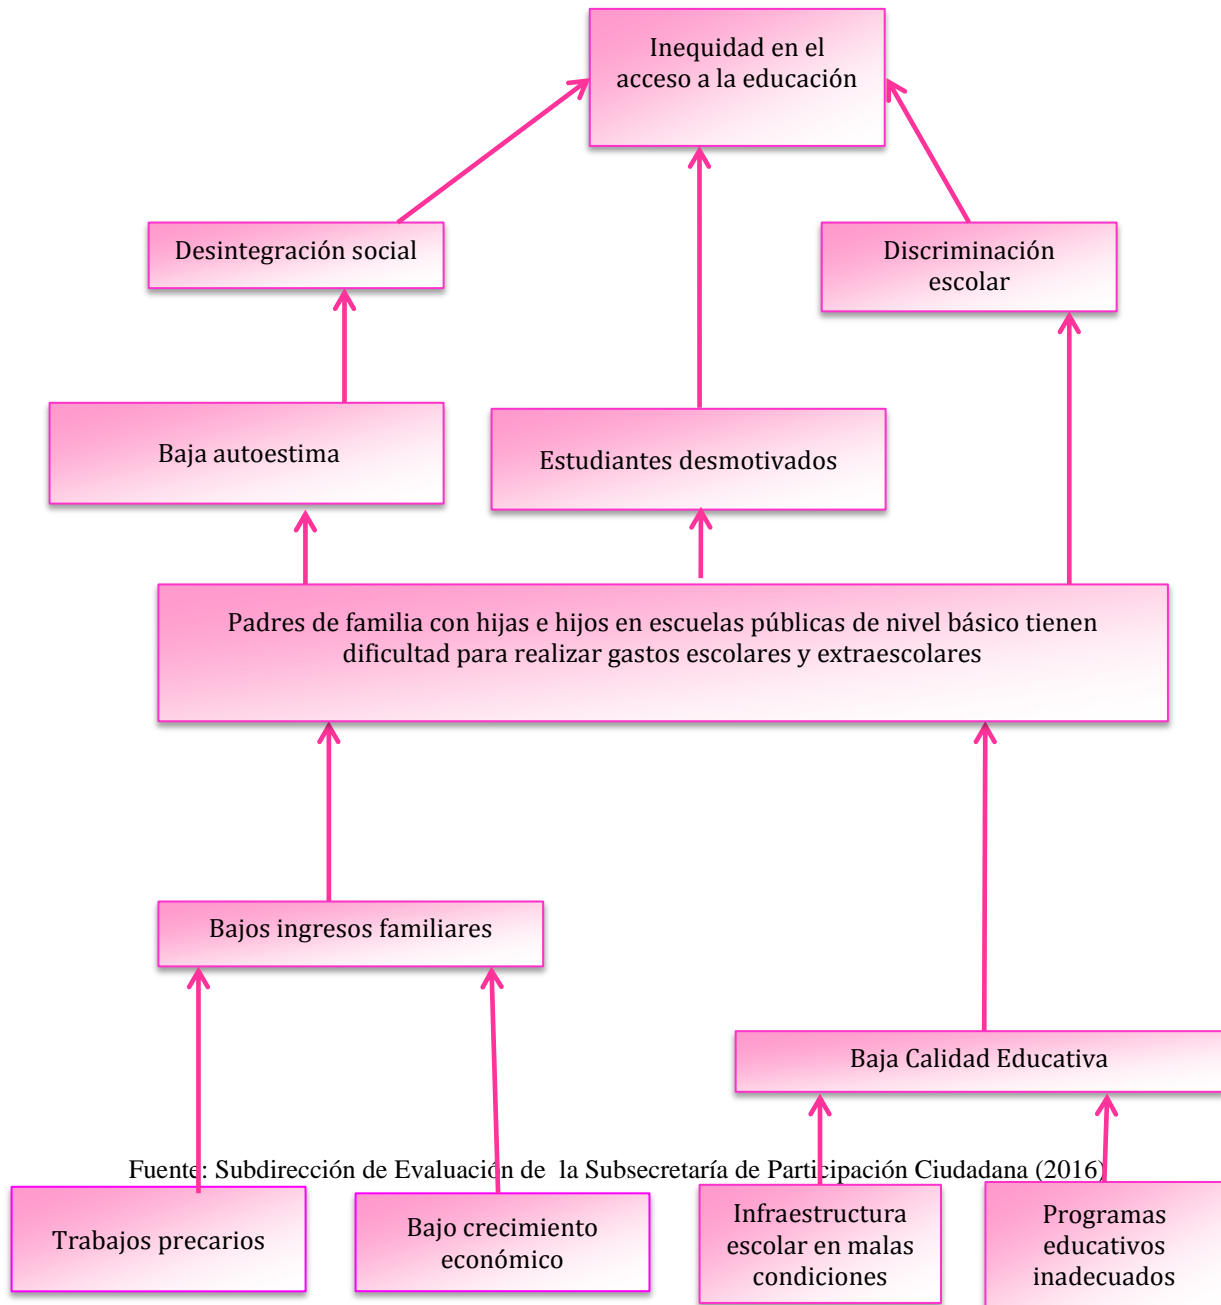 Inequidad en el
acceso a la educación
Desintegración social
Discriminación
escolar
Baja autoestima
Estudiantes desmotivados
Padres de familia con hijas e hijos en escuelas públicas de nivel básico tienen
dificultad para realizar gastos escolares y extraescolares
Bajos ingresos familiares
Baja Calidad Educativa
Fuente: Subdirección de Evaluación de la Subsecretaría de Participación Ciudadana (2016)
Trabajos precarios
Bajo crecimiento
económico
Infraestructura
escolar en malas
condiciones
Programas
educativos
inadecuados